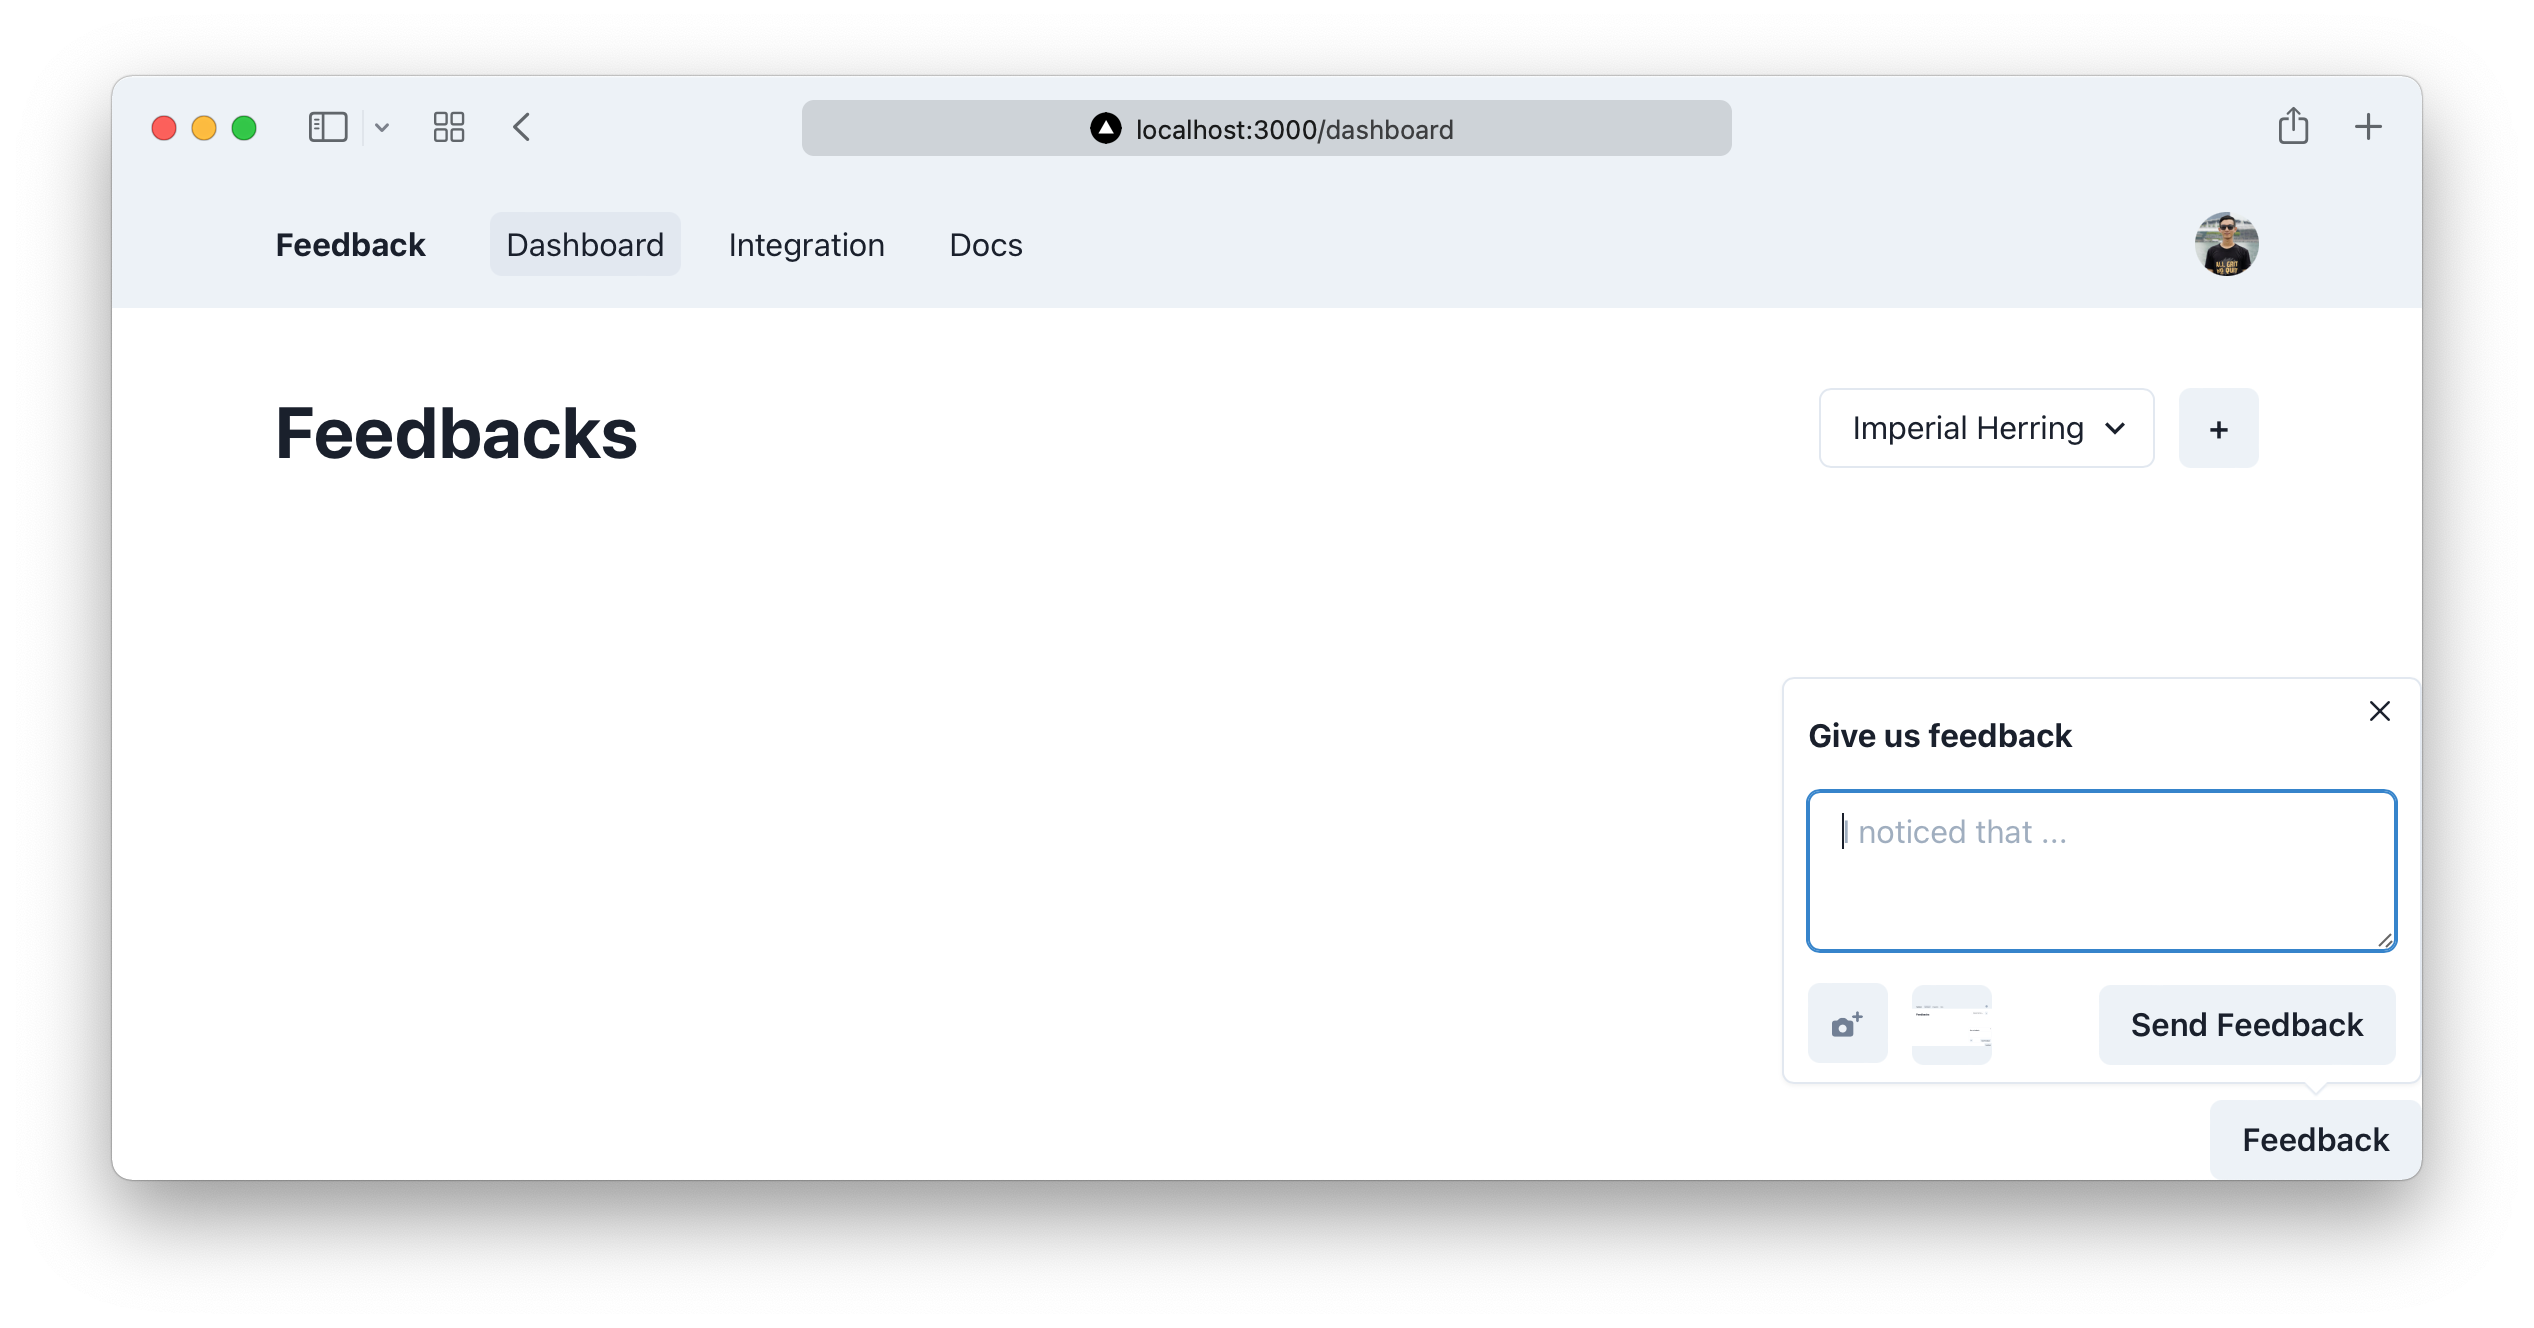 localhost:3000/dashboard
Feedback Dashboard Integration Docs
Feedbacks
Imperial Herring
+
Give us feedback
I noticed that ...
Send Feedback
Feedback